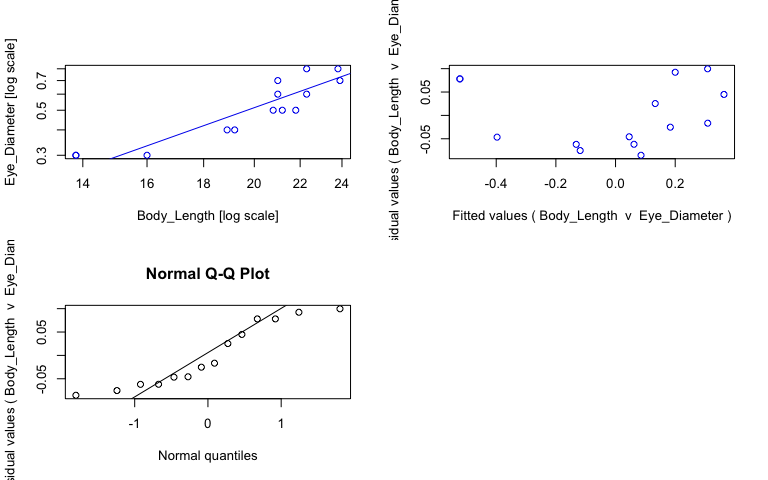 Eye_Diameter [log scale]
0.3 0.5 0.7
14 16 18 20 22 24
Body_Length [log scale]
sidual values ( Body_Length v Eye_Dian
-0.05 0.05
-0.4 -0.2 0.0 0.2
Fitted values ( Body_Length v Eye_Diameter )
Normal Q-Q Plot
sidual values ( Body_Length v Eye_Dian
-0.05 0.05
-1 0 1
Normal quantiles